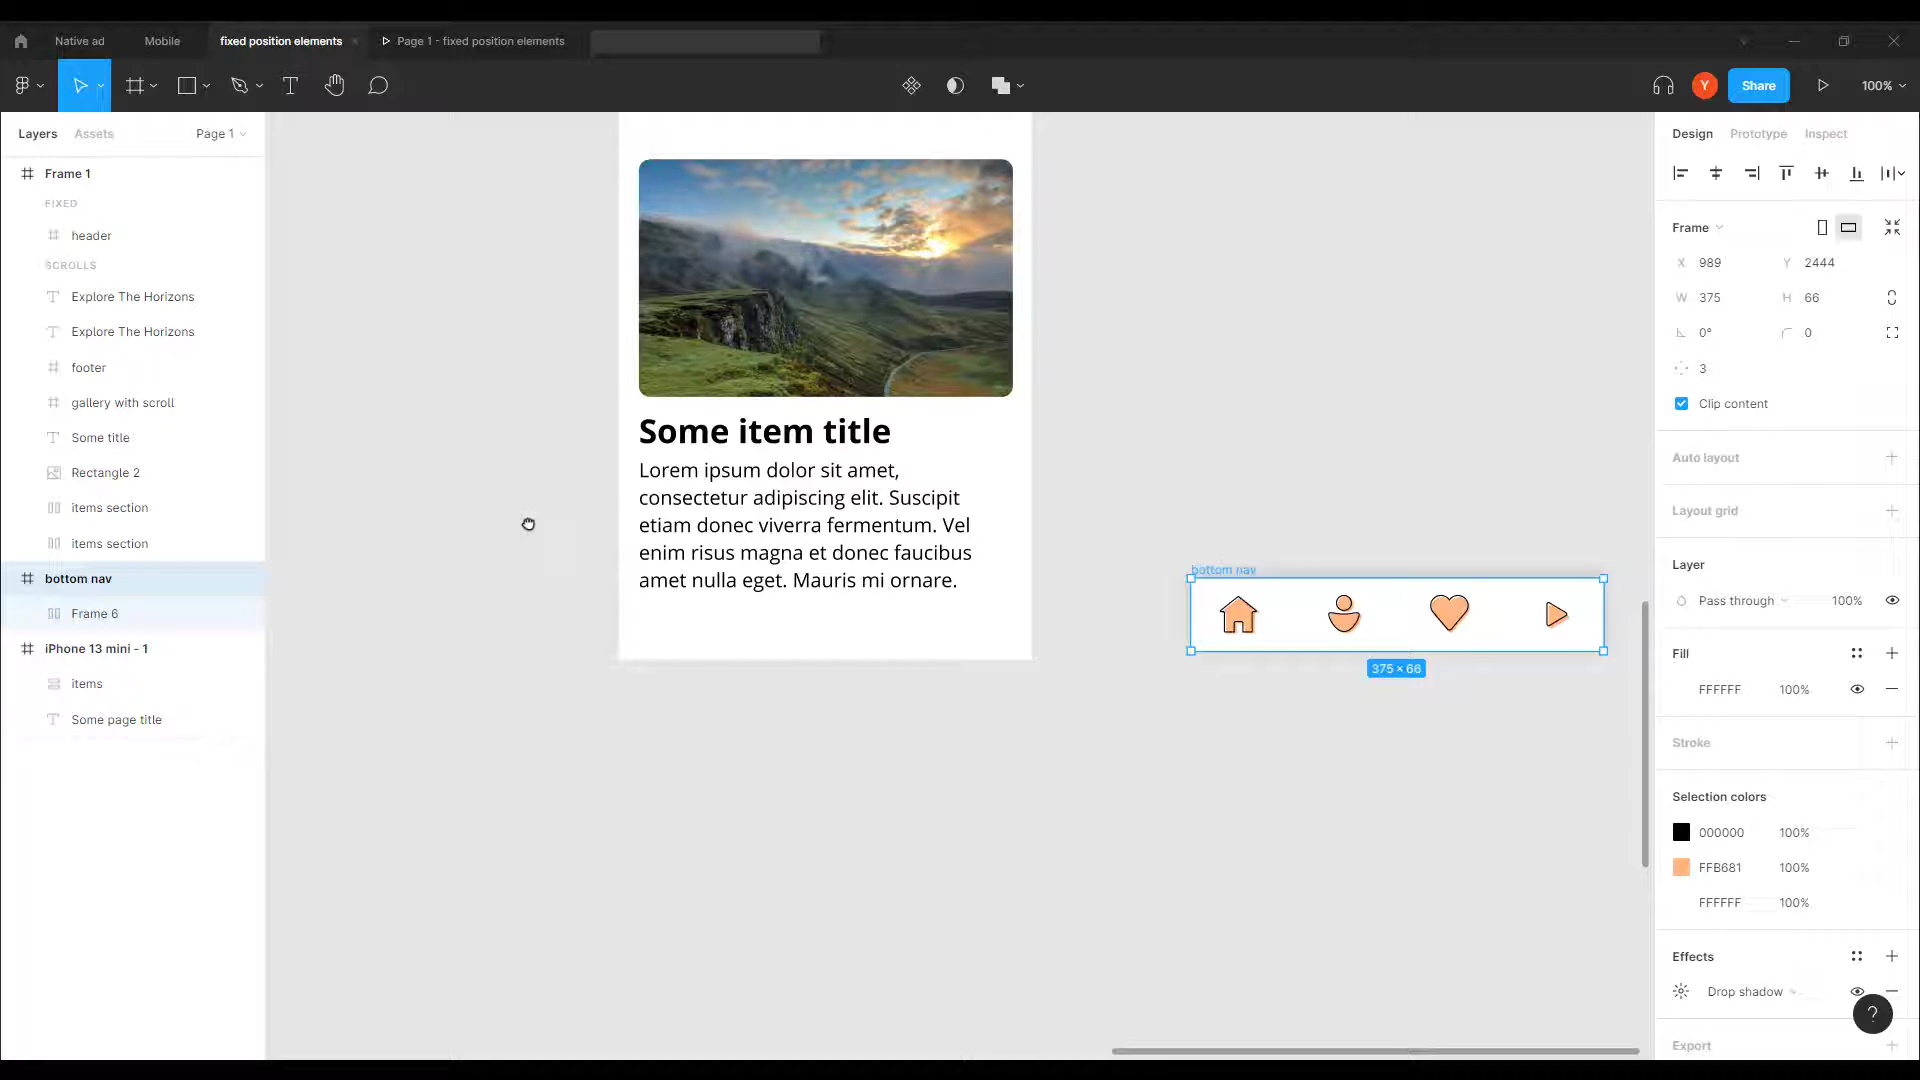 Native ad
Mobile
fixed position elements
Page 1 - fixed position elements
Share
Y
100%
Layers
Assets
Page 1
Frame 1
FIXED
header
SCROLLS
Explore The Horizons
Explore The Horizons
footer
gallery with scroll
Some title
Rectangle 2
items section
items section
bottom nav
Frame 6
iPhone 13 mini - 1
items
Some page title
Some item title
Lorem ipsum dolor sit amet,
consectetur adipiscing elit. Suscipit
etiam donec viverra fermentum. Vel
enim risus magna et donec faucibus
amet nulla eget. Mauris mi ornare.
bottom nav
375 × 66
Design
Prototype
Inspect
Frame
X 989
Y 2444
W 375
H 66
0°
0
3
Clip content
Auto layout
Layout grid
Layer
Pass through
100%
Fill
FFFFFF
100%
Stroke
Selection colors
000000
100%
FFB681
100%
FFFFFF
100%
Effects
Drop shadow
?
Export